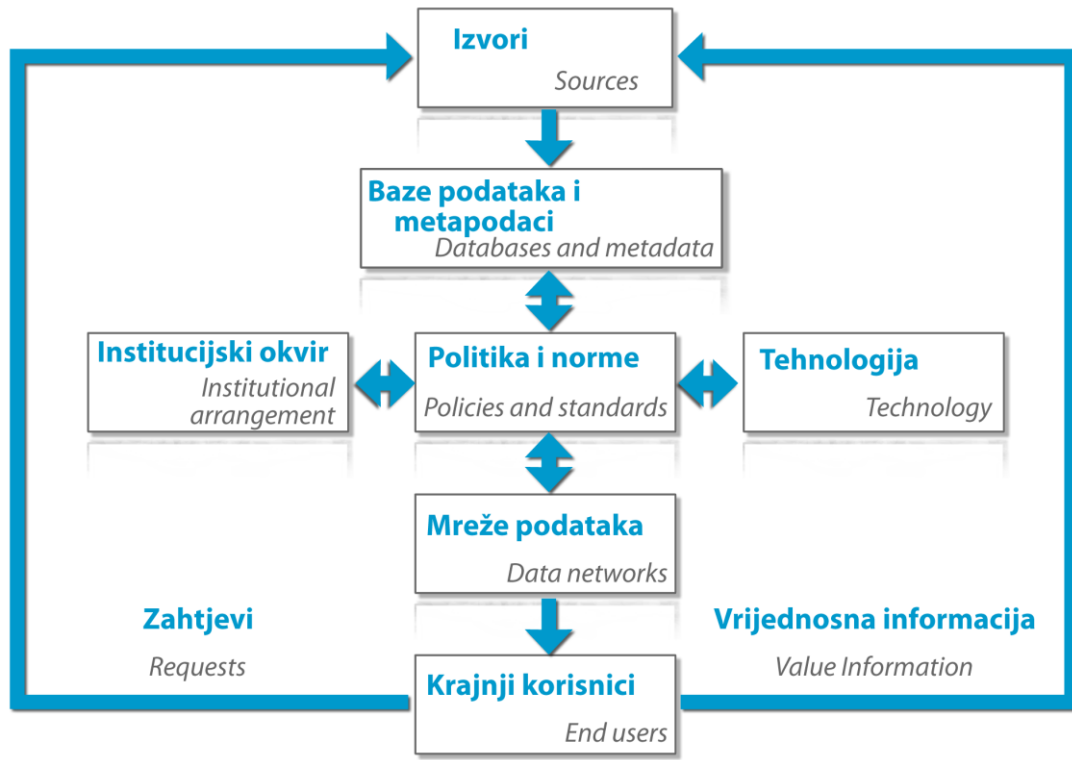 Izvori
Sources
Baze podataka i
metapodaci
Databases and metadata
Institucijski okvir
Institutional
arrangement
Politika i norme
Policies and standards
Tehnologija
Technology
Mreže podataka
Data networks
Zahtjevi
Requests
Vrijednosna informacija
Value Information
Krajnji korisnici
End users